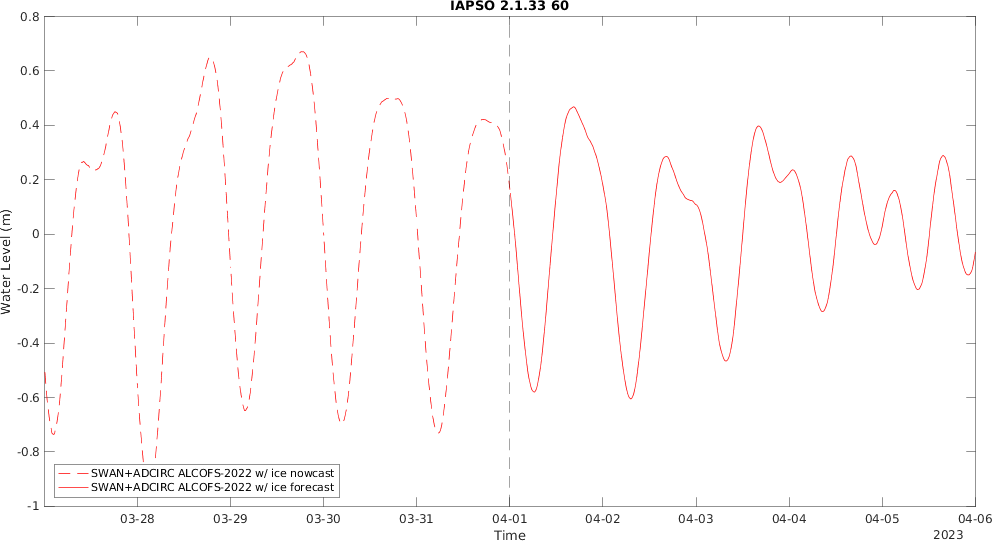 IAPSO 2.1.33 60
0.8
0.6
0.4
0.2
0
-0.2
-0.4
-0.6
-0.8
-1
Water Level (m)
SWAN+ADCIRC ALCOFS-2022 w/ ice nowcast
SWAN+ADCIRC ALCOFS-2022 w/ ice forecast
03-28 03-29 03-30 03-31 04-01 04-02 04-03 04-04 04-05 04-06
Time
2023